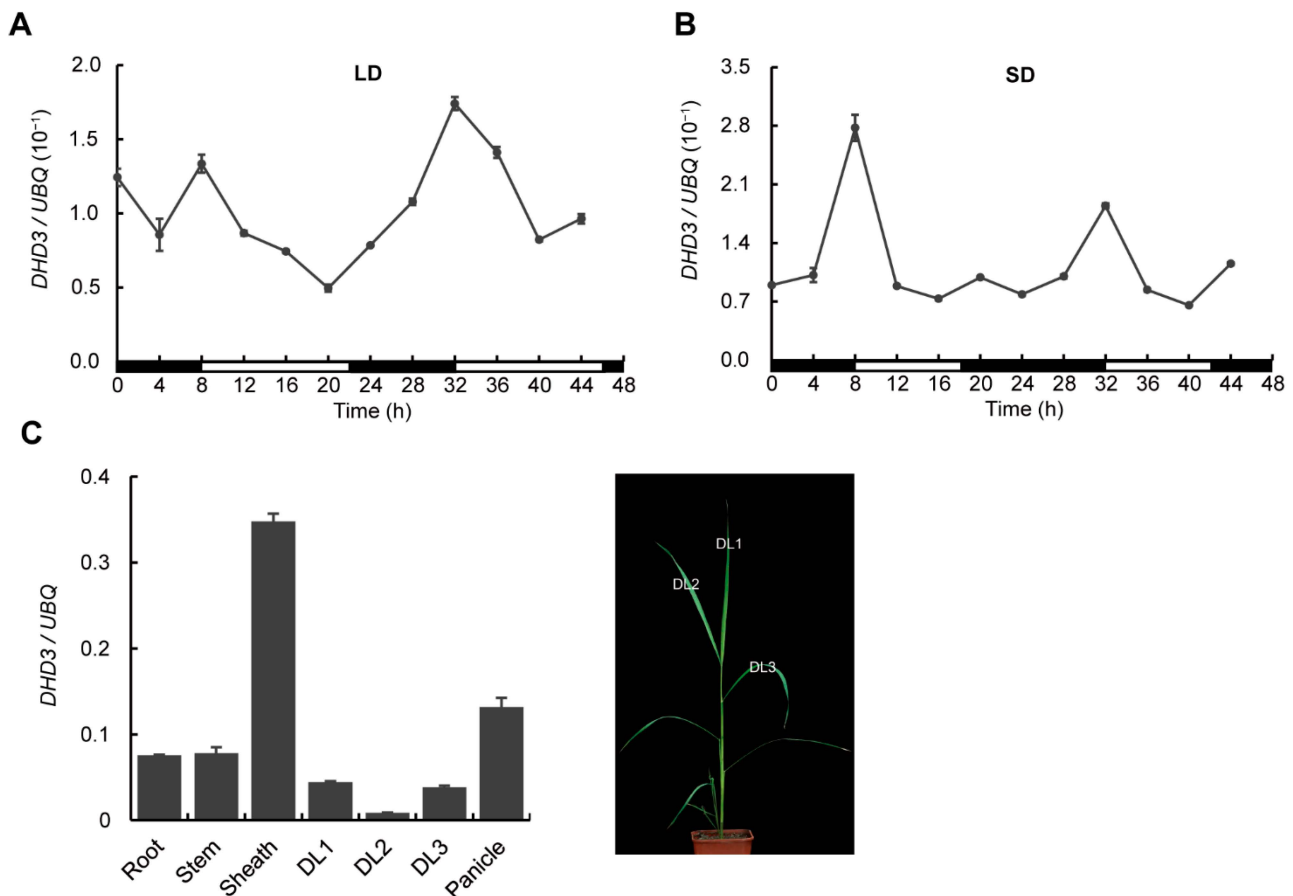 A
LD
DHD3 / UBQ (10⁻¹)
2.0
1.5
1.0
0.5
0.0
0 4 8 12 16 20 24 28 32 36 40 44 48
Time (h)
B
SD
DHD3 / UBQ (10⁻¹)
3.5
2.8
2.1
1.4
0.7
0.0
0 4 8 12 16 20 24 28 32 36 40 44 48
Time (h)
C
DHD3 / UBQ
0.4
0.3
0.2
0.1
0
Root Stem Sheath DL1 DL2 DL3 Panicle
DL1
DL2
DL3